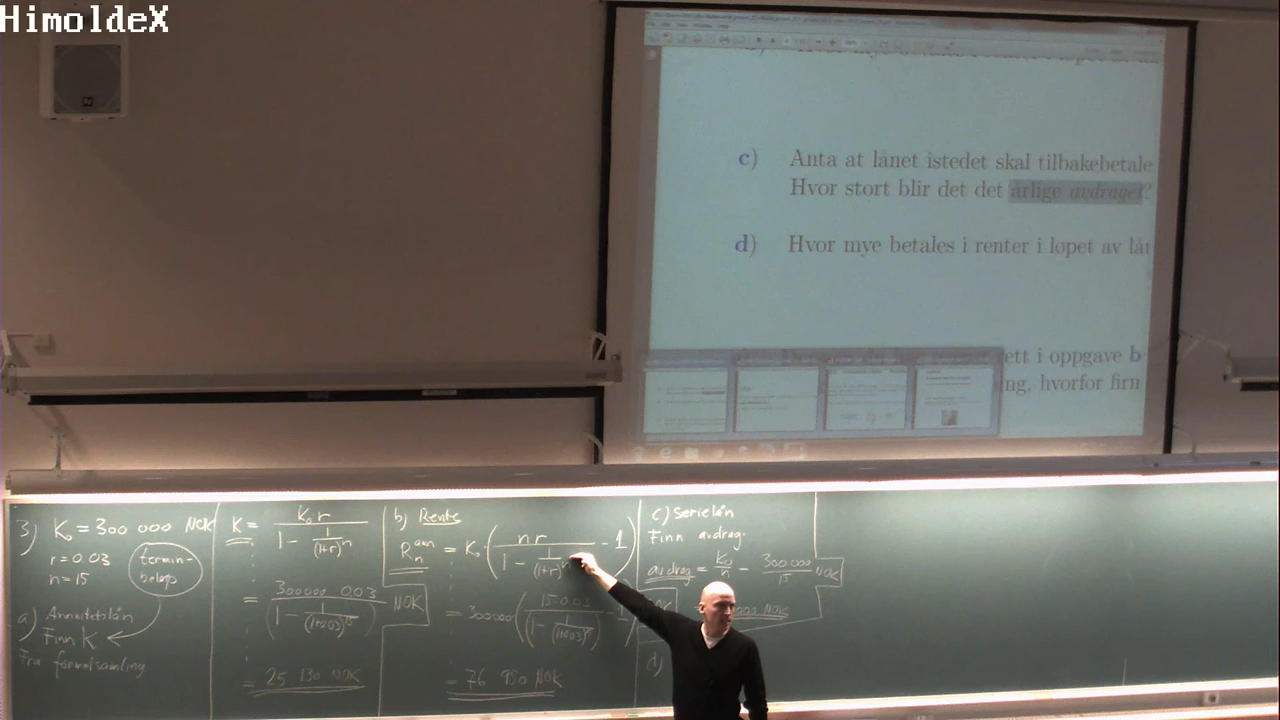 HimoldeX
c) Anta at lånet istedet skal tilbakebetale
Hvor stort blir det det årlige avdraget?
d) Hvor mye betales i renter i løpet av lå
ett i oppgave b
ng, hvorfor
3) K₀ = 300 000 NOK
r = 0.03
n = 15
termin-
beløp
a) Annuitetslån
Finn K
Fra formelsamling
K = K₀ r / (1 - 1/(1+r)ⁿ)
= 300000 · 0.03 / (1 - 1/(1+0.03)¹⁵) NOK
= 25 130 NOK
b) Rente
Rₙᵃⁿⁿ = K₀ · (n r / (1 - 1/(1+r)ⁿ) - 1)
= 300000 (15·0.03 / (1 - 1/(1+0.03)¹⁵) - 1)
= 76 950 NOK
c) Serielån
Finn avdrag.
avdrag = K₀/n = 300 000/15 NOK
000 NOK
d)